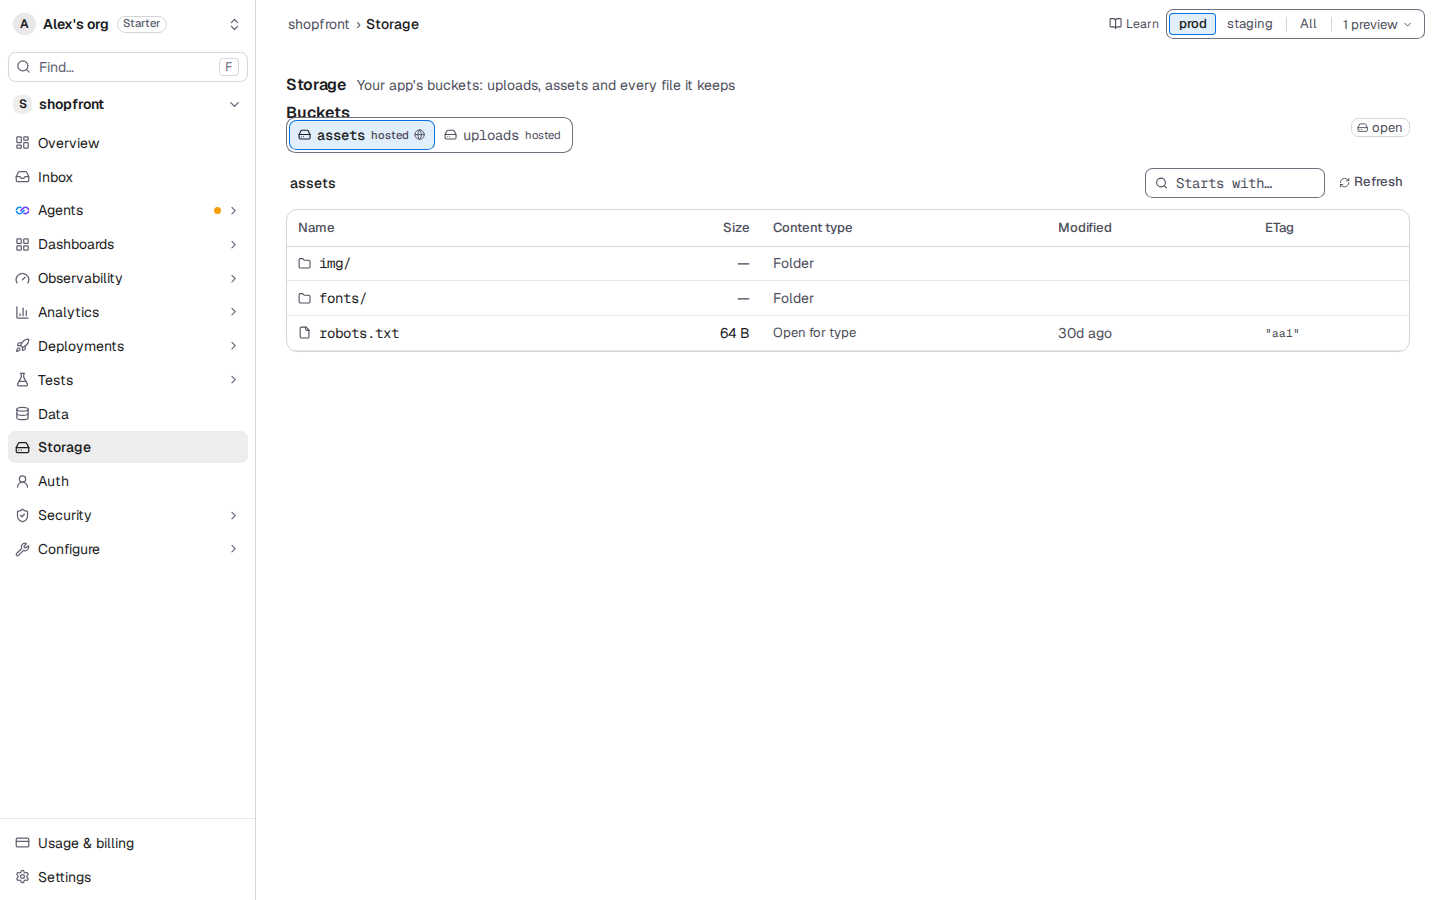 A Alex's org Starter
Find... F
S shopfront
Overview
Inbox
Agents
Dashboards
Observability
Analytics
Deployments
Tests
Data
Storage
Auth
Security
Configure
Usage & billing
Settings
shopfront › Storage
Learn prod staging All 1 preview
Storage Your app's buckets: uploads, assets and every file it keeps
Buckets
assets hosted uploads hosted
open
assets
Starts with… Refresh
Name Size Content type Modified ETag
img/ — Folder
fonts/ — Folder
robots.txt 64 B Open for type 30d ago "aa1"